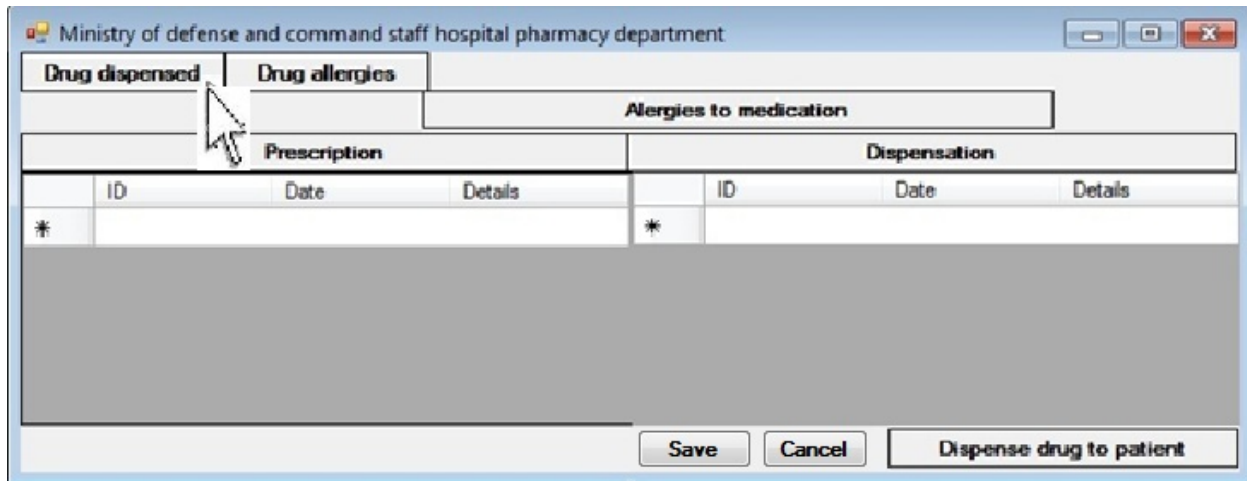 Ministry of defense and command staff hospital pharmacy department
Drug dispensed Drug allergies
Alergies to medication
Prescription Dispensation
ID Date Details ID Date Details
* *
Save Cancel Dispense drug to patient